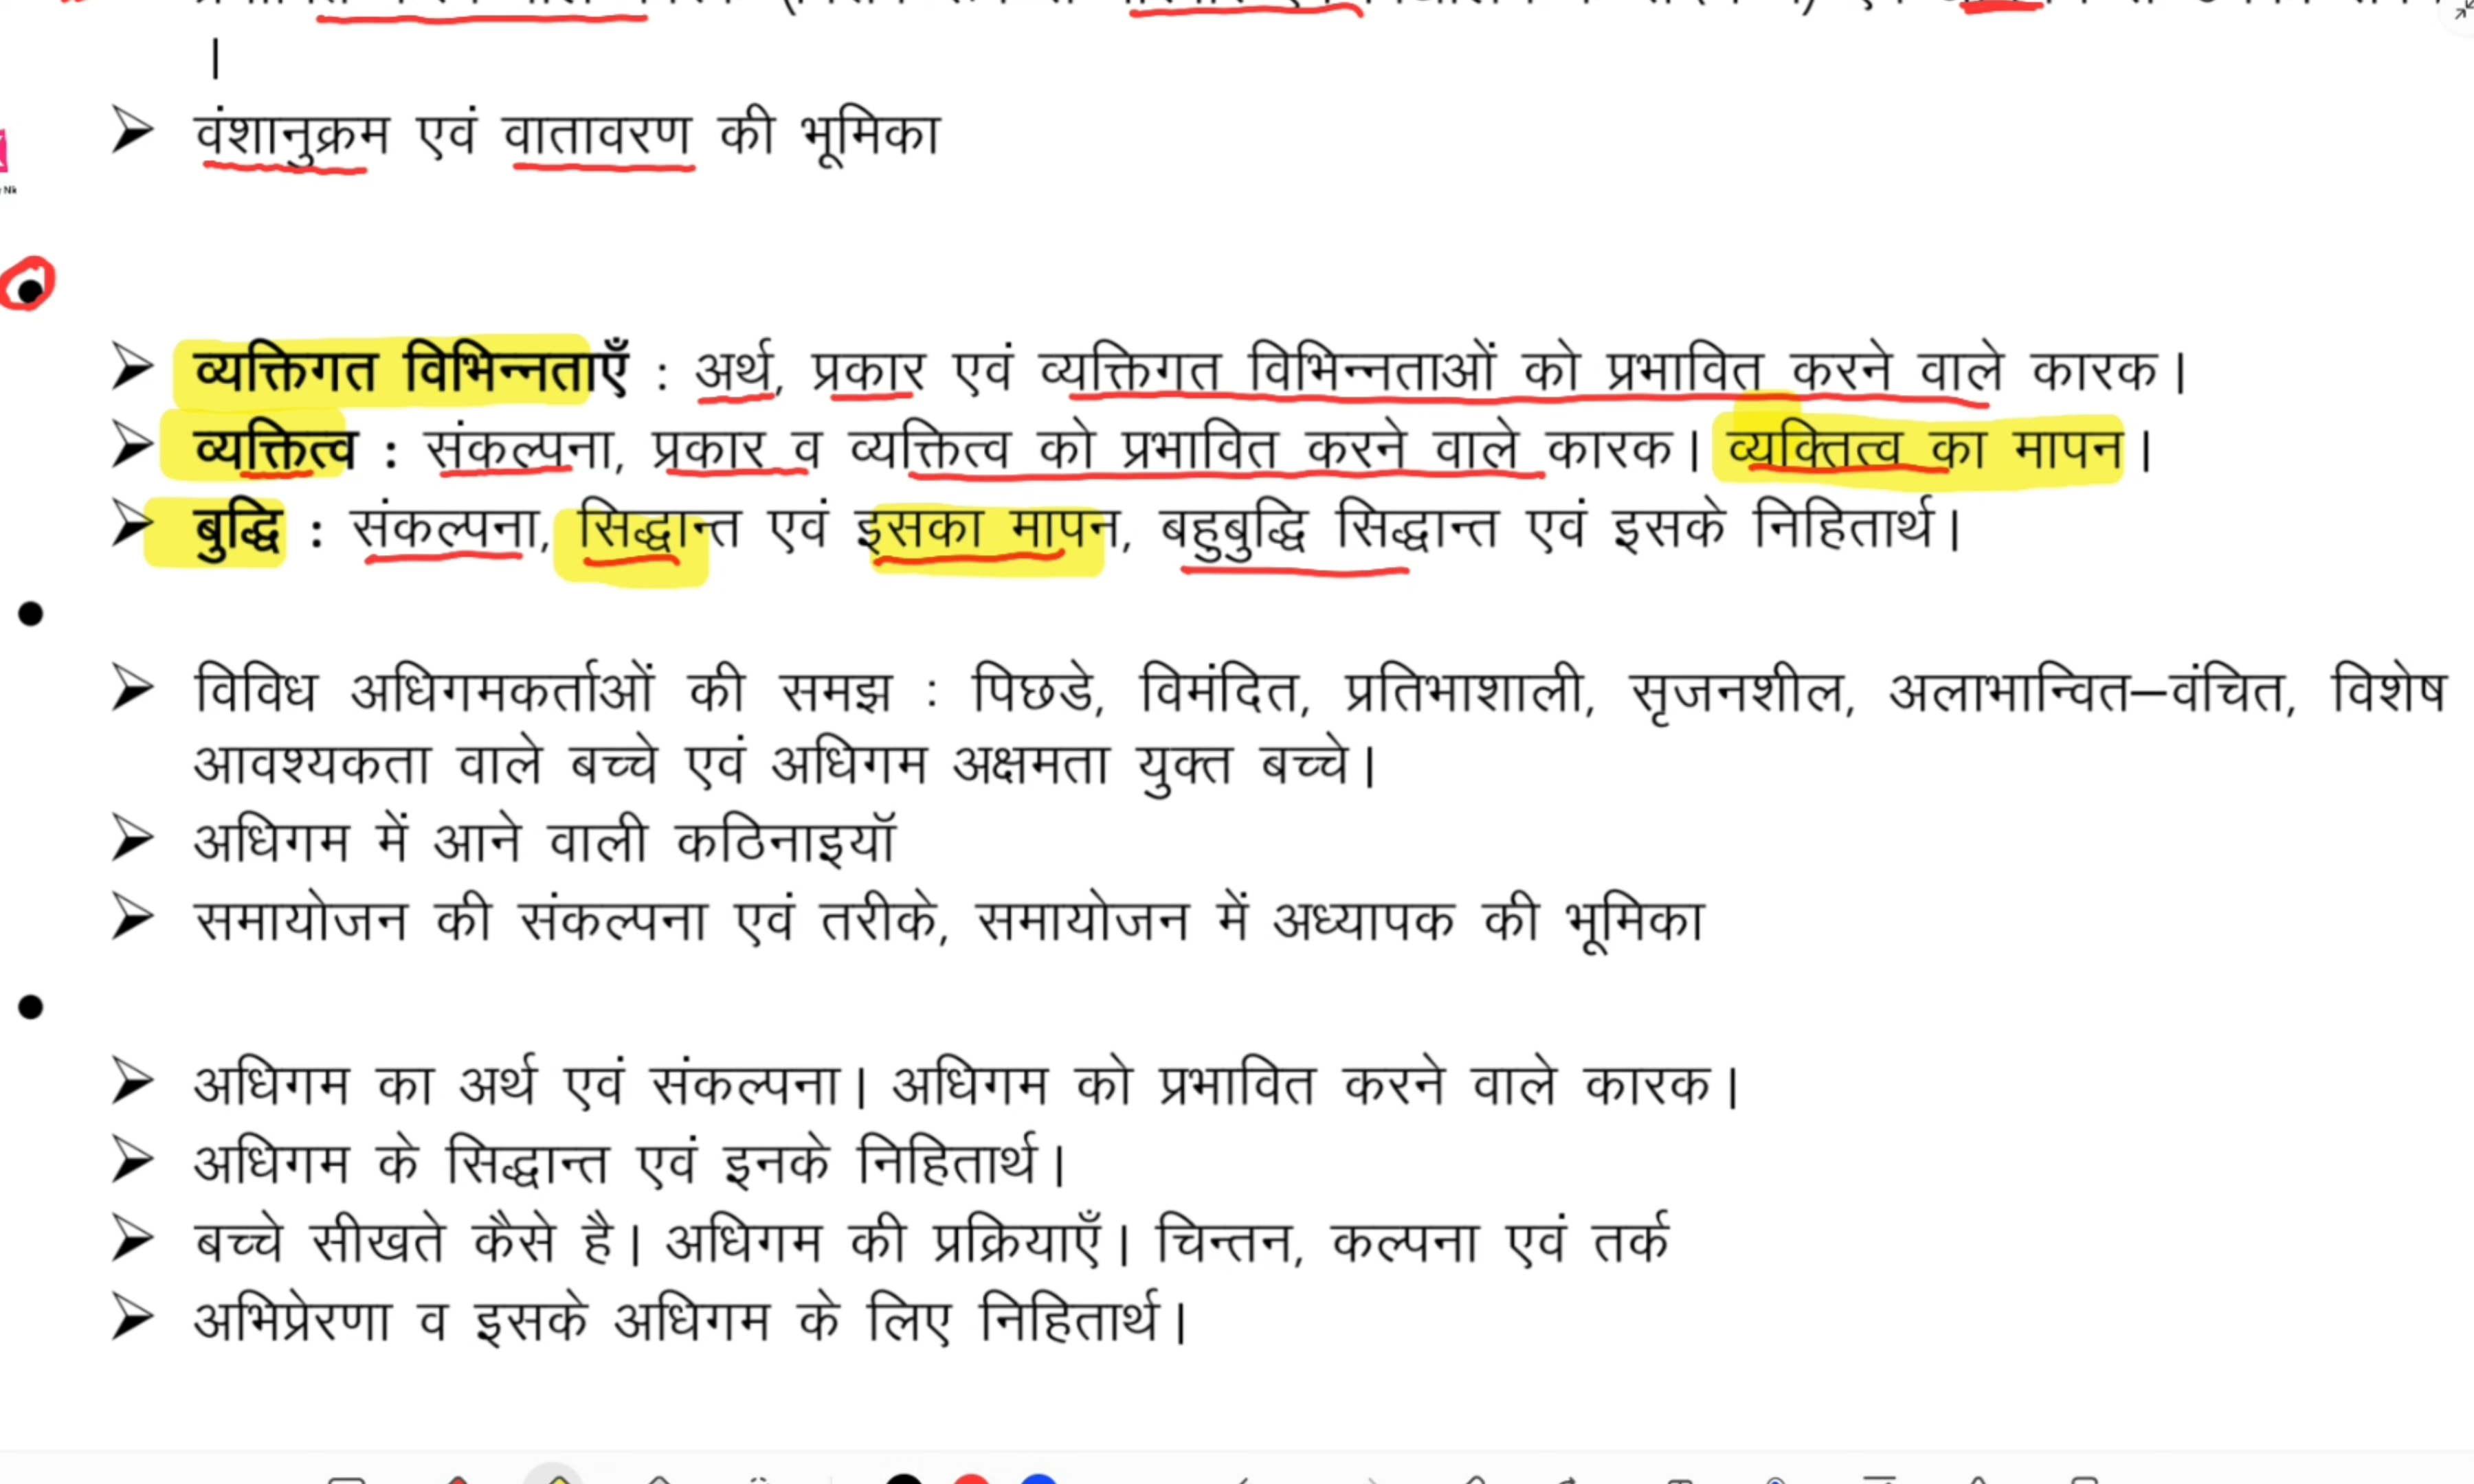 ।
वंशानुक्रम एवं वातावरण की भूमिका
व्यक्तिगत विभिन्नताएँ : अर्थ, प्रकार एवं व्यक्तिगत विभिन्नताओं को प्रभावित करने वाले कारक।
व्यक्तित्व : संकल्पना, प्रकार व व्यक्तित्व को प्रभावित करने वाले कारक। व्यक्तित्व का मापन।
बुद्धि : संकल्पना, सिद्धान्त एवं इसका मापन, बहुबुद्धि सिद्धान्त एवं इसके निहितार्थ।
विविध अधिगमकर्ताओं की समझ : पिछडे, विमंदित, प्रतिभाशाली, सृजनशील, अलाभान्वित–वंचित, विशेष
आवश्यकता वाले बच्चे एवं अधिगम अक्षमता युक्त बच्चे।
अधिगम में आने वाली कठिनाइयॉ
समायोजन की संकल्पना एवं तरीके, समायोजन में अध्यापक की भूमिका
अधिगम का अर्थ एवं संकल्पना। अधिगम को प्रभावित करने वाले कारक।
अधिगम के सिद्धान्त एवं इनके निहितार्थ।
बच्चे सीखते कैसे है। अधिगम की प्रक्रियाएँ। चिन्तन, कल्पना एवं तर्क
अभिप्रेरणा व इसके अधिगम के लिए निहितार्थ।